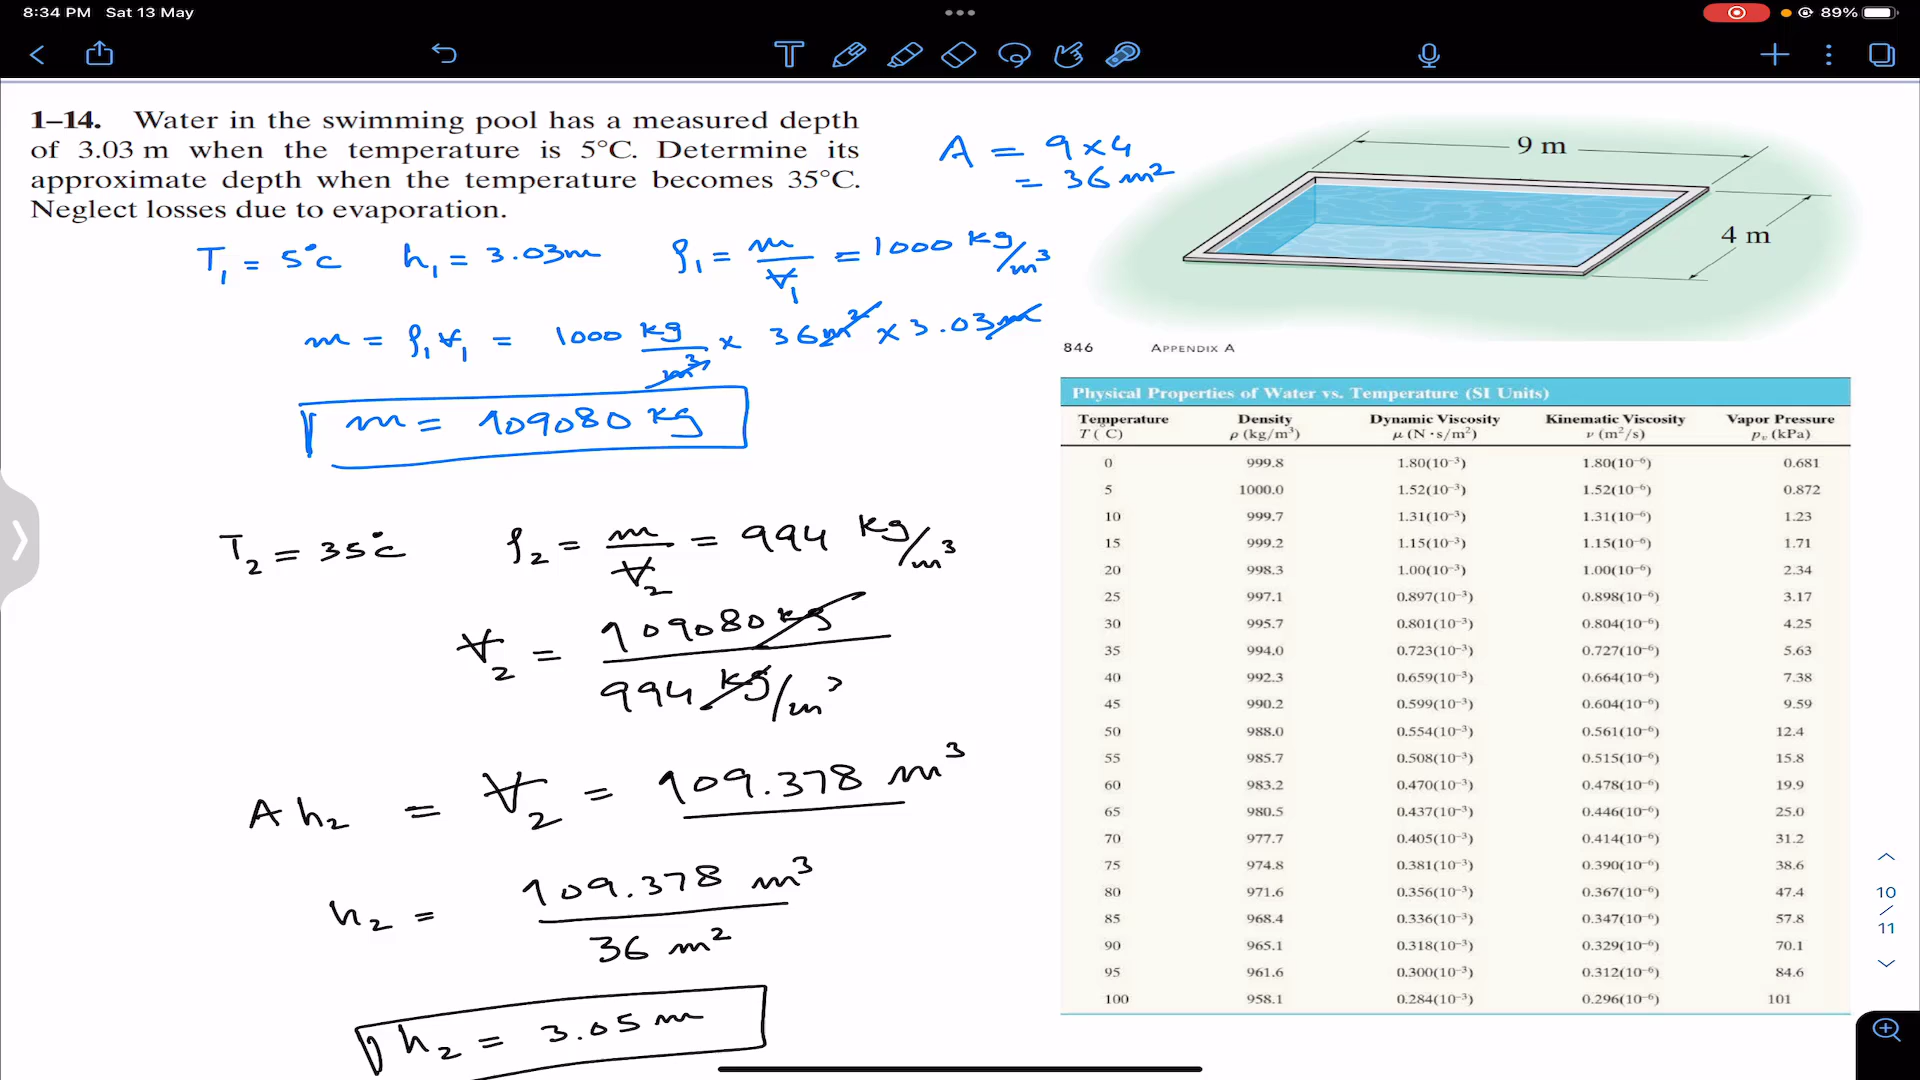 8:34 PM Sat 13 May
89%
1–14. Water in the swimming pool has a measured depth
of 3.03 m when the temperature is 5°C. Determine its
approximate depth when the temperature becomes 35°C.
Neglect losses due to evaporation.
A = 9 x 4
= 36 m²
9 m
4 m
T₁ = 5°c h₁ = 3.03m ρ₁ = m/V₁ = 1000 kg/m³
m = ρ₁V₁ = 1000 kg/m³ x 36m² x 3.03m
m = 109080 kg
T₂ = 35°c ρ₂ = m/V₂ = 994 kg/m³
V₂ = 109080 kg / 994 kg/m³
A h₂ = V₂ = 109.378 m³
h₂ = 109.378 m³ / 36 m²
h₂ = 3.05 m
846 APPENDIX A
Physical Properties of Water vs. Temperature (SI Units)
Temperature Density Dynamic Viscosity Kinematic Viscosity Vapor Pressure
T ( C) ρ (kg/m³) μ (N · s/m²) ν (m²/s) pᵥ (kPa)
0 999.8 1.80(10⁻³) 1.80(10⁻⁶) 0.681
5 1000.0 1.52(10⁻³) 1.52(10⁻⁶) 0.872
10 999.7 1.31(10⁻³) 1.31(10⁻⁶) 1.23
15 999.2 1.15(10⁻³) 1.15(10⁻⁶) 1.71
20 998.3 1.00(10⁻³) 1.00(10⁻⁶) 2.34
25 997.1 0.897(10⁻³) 0.898(10⁻⁶) 3.17
30 995.7 0.801(10⁻³) 0.804(10⁻⁶) 4.25
35 994.0 0.723(10⁻³) 0.727(10⁻⁶) 5.63
40 992.3 0.659(10⁻³) 0.664(10⁻⁶) 7.38
45 990.2 0.599(10⁻³) 0.604(10⁻⁶) 9.59
50 988.0 0.554(10⁻³) 0.561(10⁻⁶) 12.4
55 985.7 0.508(10⁻³) 0.515(10⁻⁶) 15.8
60 983.2 0.470(10⁻³) 0.478(10⁻⁶) 19.9
65 980.5 0.437(10⁻³) 0.446(10⁻⁶) 25.0
70 977.7 0.405(10⁻³) 0.414(10⁻⁶) 31.2
75 974.8 0.381(10⁻³) 0.390(10⁻⁶) 38.6
80 971.6 0.356(10⁻³) 0.367(10⁻⁶) 47.4
85 968.4 0.336(10⁻³) 0.347(10⁻⁶) 57.8
90 965.1 0.318(10⁻³) 0.329(10⁻⁶) 70.1
95 961.6 0.300(10⁻³) 0.312(10⁻⁶) 84.6
100 958.1 0.284(10⁻³) 0.296(10⁻⁶) 101
10
/
11